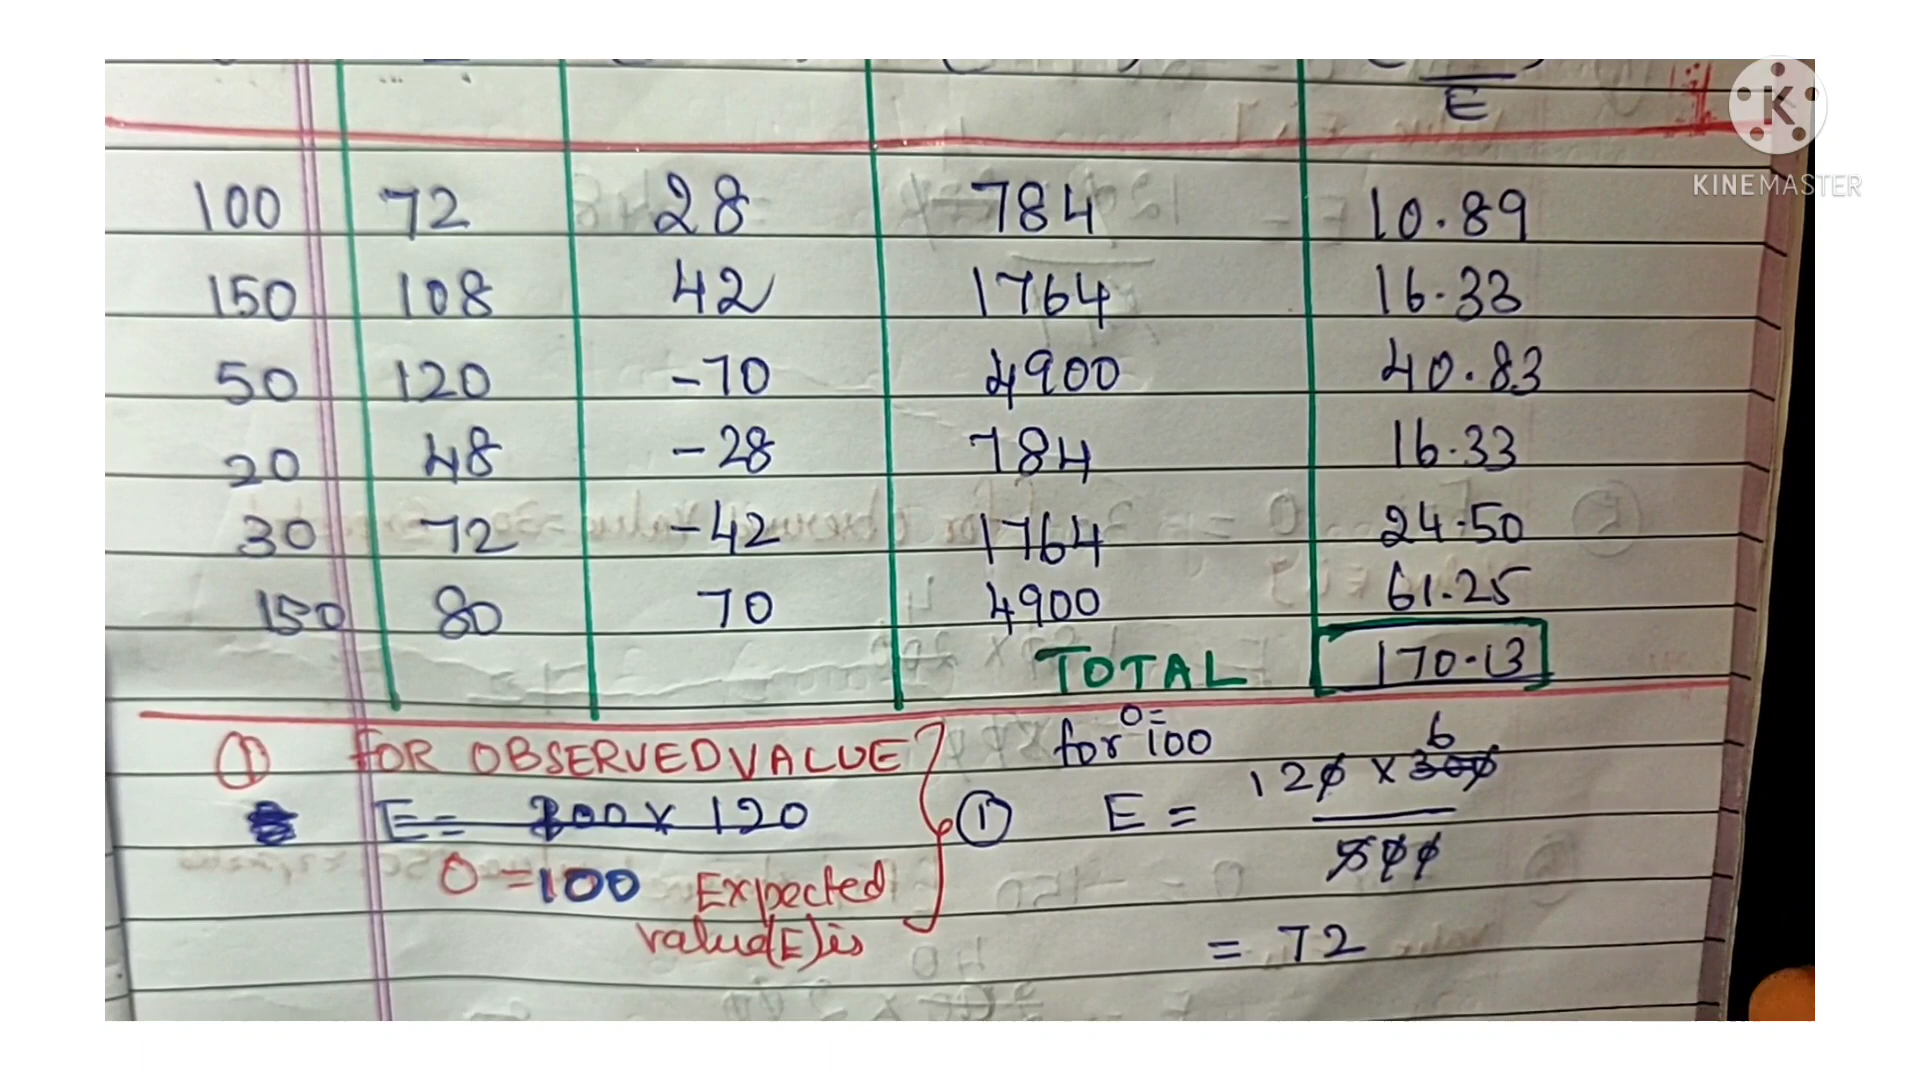 E
KINEMASTER
100 72 28 784 10.89
150 108 42 1764 16.33
50 120 -70 4900 40.83
20 48 -28 784 16.33
30 72 -42 1764 24.50
150 80 70 4900 61.25
TOTAL 170.13
① FOR OBSERVED VALUE
E = 300 x 120
O = 100 Expected
value(E) is
O=
for 100
6
① E = 120 x 300
500
= 72